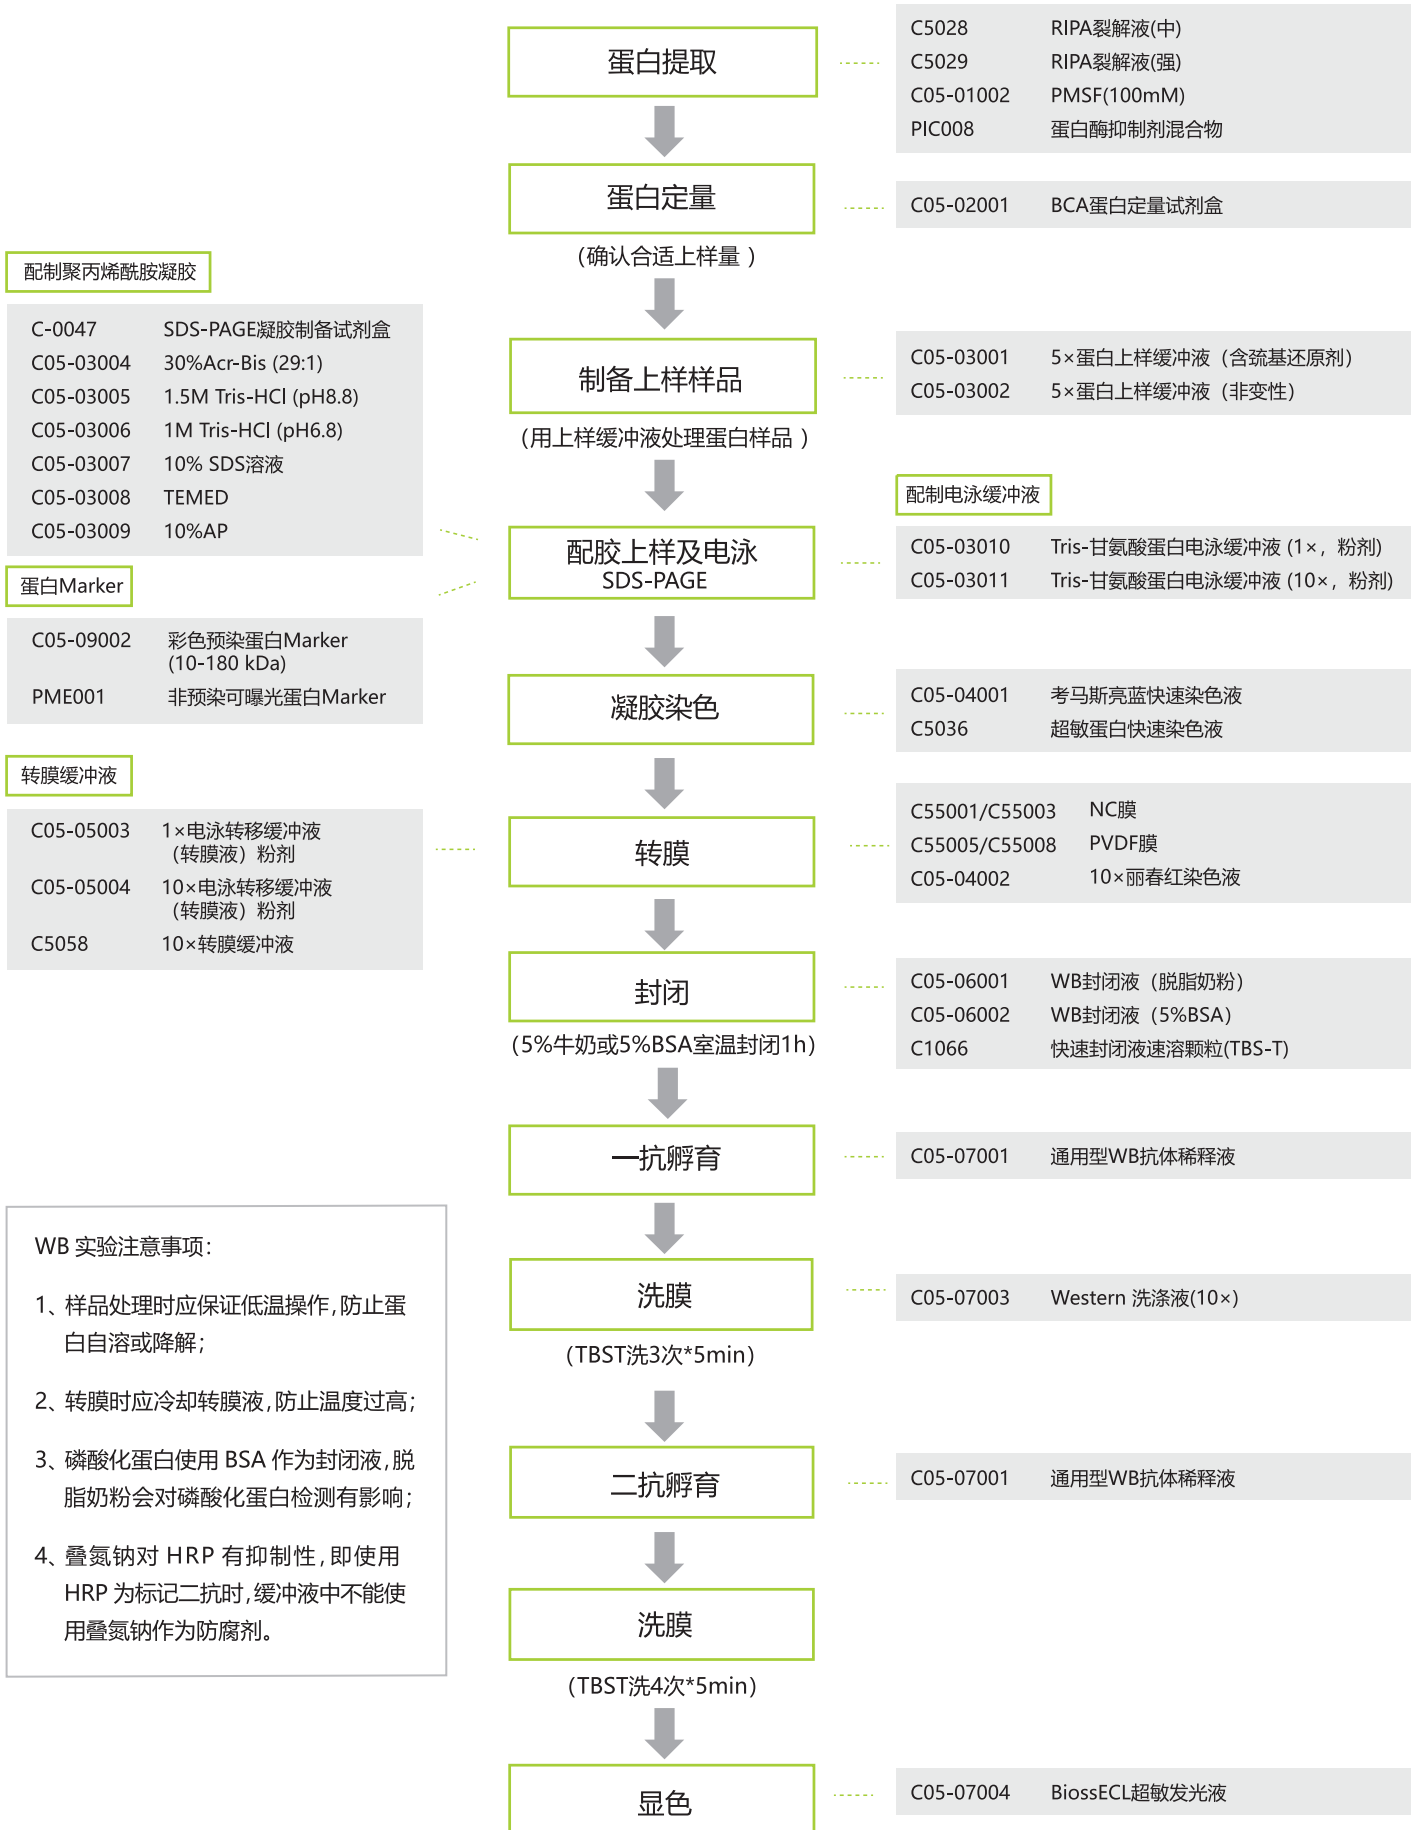 蛋白提取
C5028 RIPA裂解液(中)
C5029 RIPA裂解液(强)
C05-01002 PMSF(100mM)
PIC008 蛋白酶抑制剂混合物
蛋白定量
C05-02001 BCA蛋白定量试剂盒
(确认合适上样量 )
配制聚丙烯酰胺凝胶
C-0047 SDS-PAGE凝胶制备试剂盒
C05-03004 30%Acr-Bis (29:1)
C05-03005 1.5M Tris-HCl (pH8.8)
C05-03006 1M Tris-HCl (pH6.8)
C05-03007 10% SDS溶液
C05-03008 TEMED
C05-03009 10%AP
制备上样样品
C05-03001 5×蛋白上样缓冲液（含巯基还原剂）
C05-03002 5×蛋白上样缓冲液（非变性）
(用上样缓冲液处理蛋白样品 )
配制电泳缓冲液
配胶上样及电泳
SDS-PAGE
C05-03010 Tris-甘氨酸蛋白电泳缓冲液 (1×，粉剂)
C05-03011 Tris-甘氨酸蛋白电泳缓冲液 (10×，粉剂)
蛋白Marker
C05-09002 彩色预染蛋白Marker
(10-180 kDa)
PME001 非预染可曝光蛋白Marker
凝胶染色
C05-04001 考马斯亮蓝快速染色液
C5036 超敏蛋白快速染色液
转膜缓冲液
C05-05003 1×电泳转移缓冲液
（转膜液）粉剂
C05-05004 10×电泳转移缓冲液
（转膜液）粉剂
C5058 10×转膜缓冲液
转膜
C55001/C55003 NC膜
C55005/C55008 PVDF膜
C05-04002 10×丽春红染色液
封闭
C05-06001 WB封闭液（脱脂奶粉）
C05-06002 WB封闭液（5%BSA）
C1066 快速封闭液速溶颗粒(TBS-T)
(5%牛奶或5%BSA室温封闭1h)
一抗孵育
C05-07001 通用型WB抗体稀释液
洗膜
C05-07003 Western 洗涤液(10×)
(TBST洗3次*5min)
WB 实验注意事项：
1、样品处理时应保证低温操作，防止蛋
白自溶或降解；
2、转膜时应冷却转膜液，防止温度过高；
3、磷酸化蛋白使用 BSA 作为封闭液，脱
脂奶粉会对磷酸化蛋白检测有影响；
4、叠氮钠对 HRP 有抑制性，即使用
HRP 为标记二抗时，缓冲液中不能使
用叠氮钠作为防腐剂。
二抗孵育
C05-07001 通用型WB抗体稀释液
洗膜
(TBST洗4次*5min)
显色
C05-07004 BiossECL超敏发光液